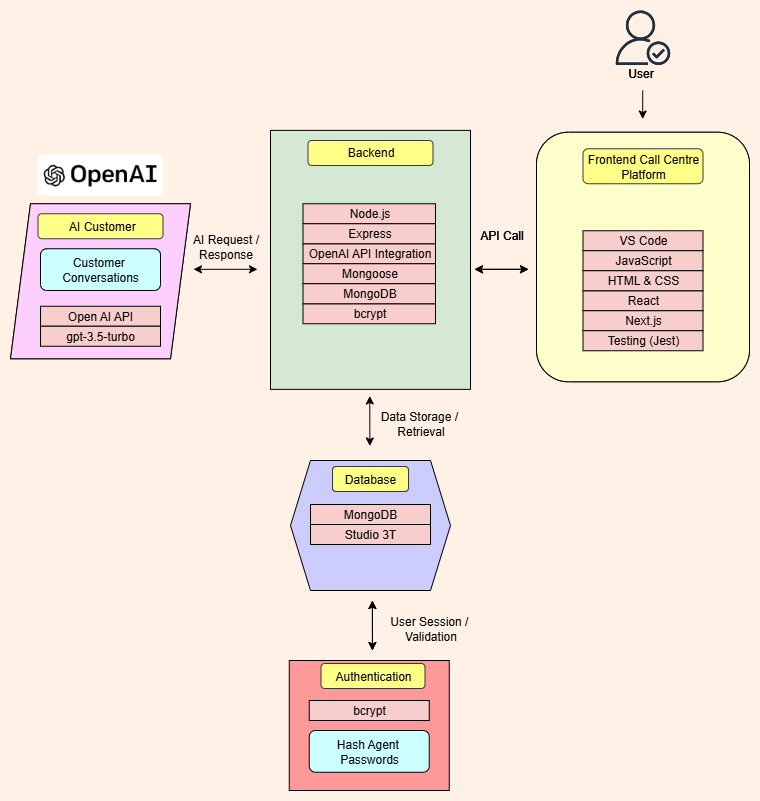 User
OpenAI
AI Customer
Customer
Conversations
Open AI API
gpt-3.5-turbo
AI Request /
Response
Backend
Node.js
Express
OpenAI API Integration
Mongoose
MongoDB
bcrypt
API Call
Frontend Call Centre
Platform
VS Code
JavaScript
HTML & CSS
React
Next.js
Testing (Jest)
Data Storage /
Retrieval
Database
MongoDB
Studio 3T
User Session /
Validation
Authentication
bcrypt
Hash Agent
Passwords